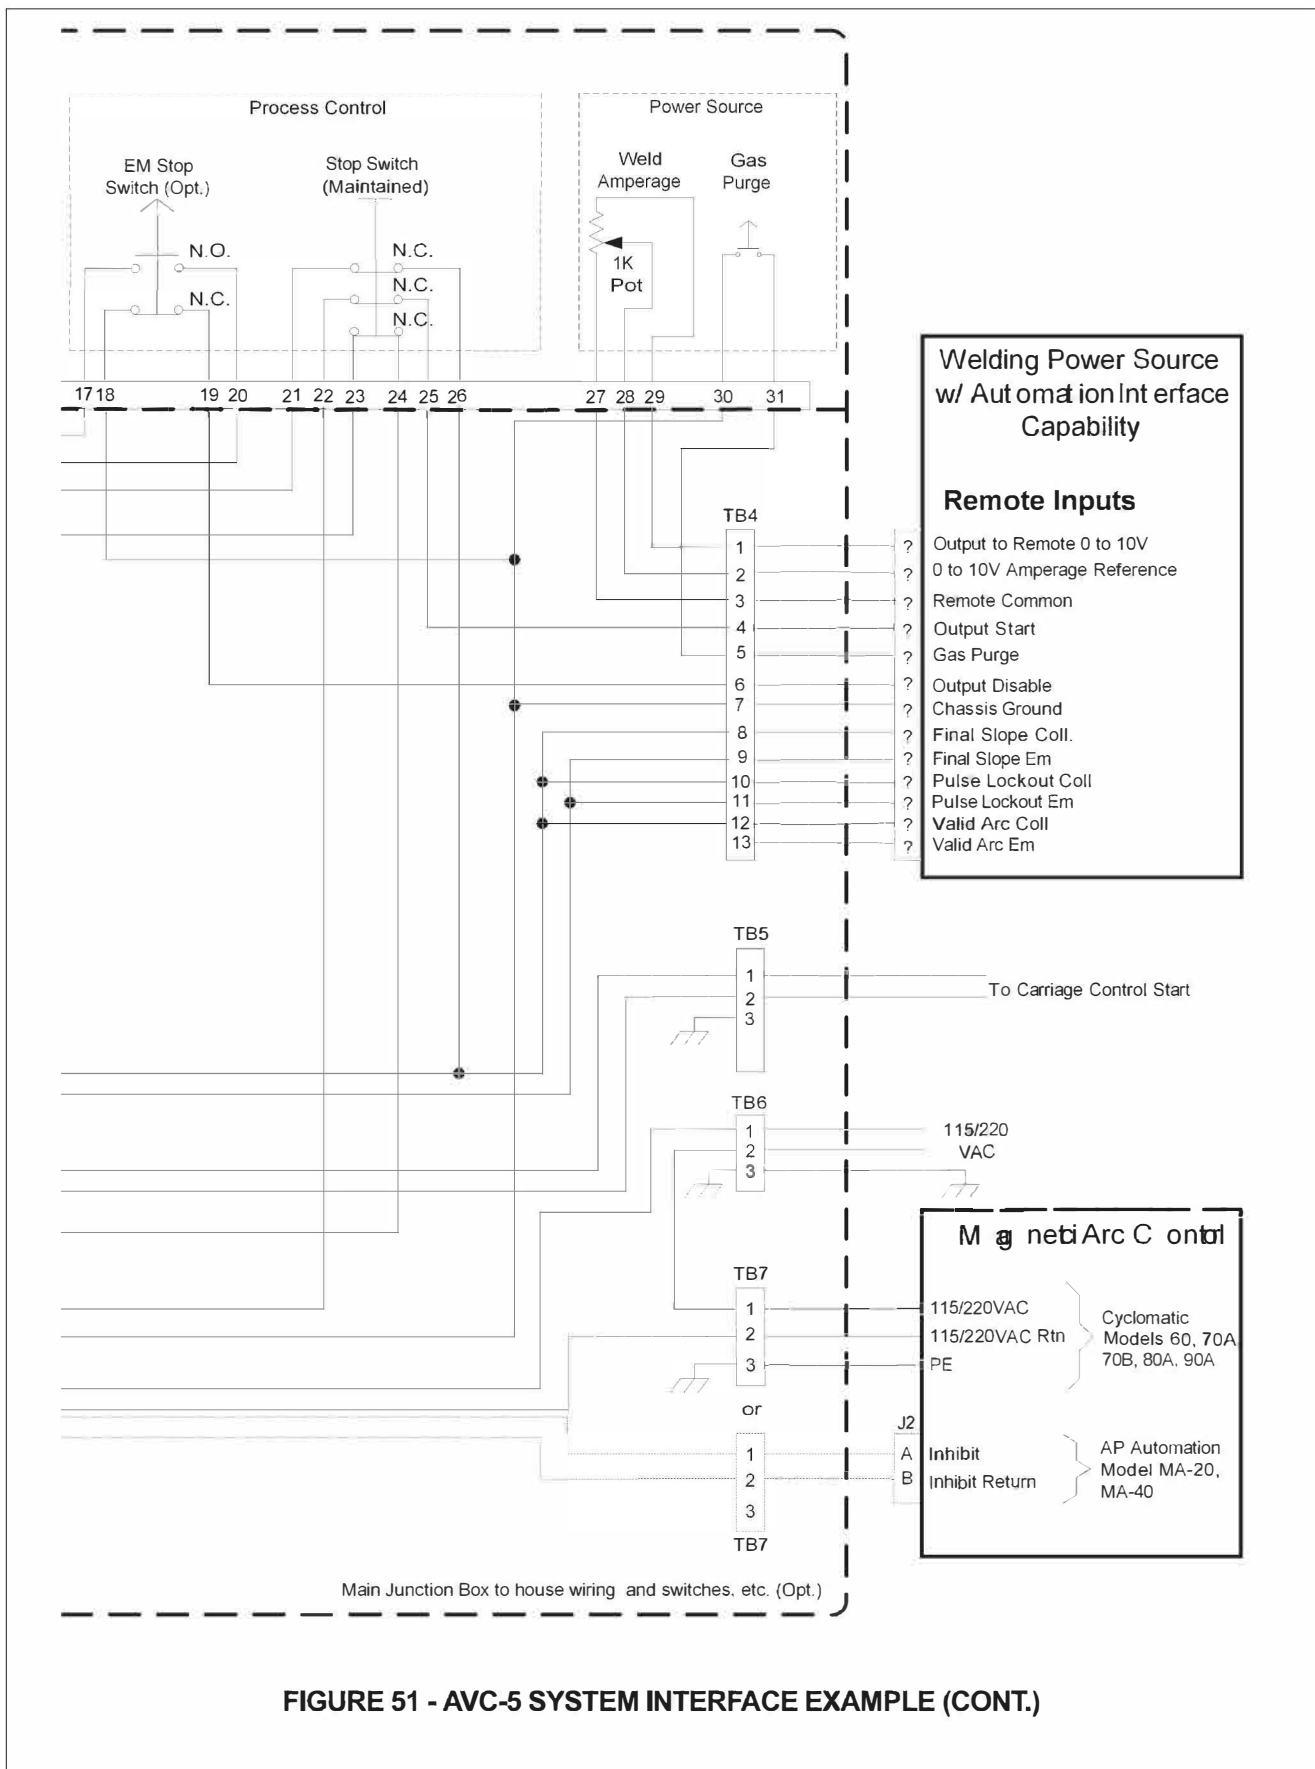 Process Control
Power Source
EM Stop
Switch (Opt.)
Stop Switch
(Maintained)
Weld
Amperage
Gas
Purge
N.O.
N.C.
N.C.
N.C.
N.C.
1K
Pot
17 18 19 20 21 22 23 24 25 26 27 28 29 30 31
Welding Power Source
w/ Automation Interface
Capability
Remote Inputs
TB4
1 ? Output to Remote 0 to 10V
2 ? 0 to 10V Amperage Reference
3 ? Remote Common
4 ? Output Start
5 ? Gas Purge
6 ? Output Disable
7 ? Chassis Ground
8 ? Final Slope Coll.
9 ? Final Slope Em
10 ? Pulse Lockout Coll
11 ? Pulse Lockout Em
12 ? Valid Arc Coll
13 ? Valid Arc Em
TB5
1
2
3
To Carriage Control Start
TB6
1
2
3
115/220
VAC
Magnetic Arc Control
TB7
1 115/220VAC
2 115/220VAC Rtn
3 PE
Cyclomatic
Models 60, 70A
70B, 80A, 90A
or
J2
1 A Inhibit
2 B Inhibit Return
3
TB7
AP Automation
Model MA-20,
MA-40
Main Junction Box to house wiring and switches, etc. (Opt.)
FIGURE 51 - AVC-5 SYSTEM INTERFACE EXAMPLE (CONT.)